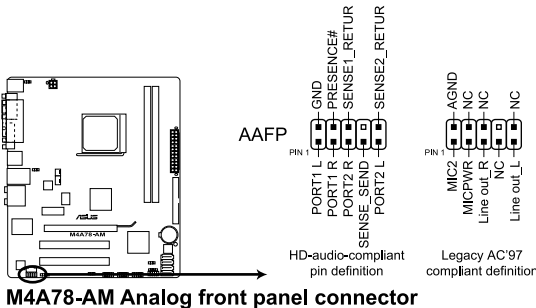 GND
PRESENCE#
SENSE1_RETUR
SENSE2_RETUR
AGND
NC
NC
NC
AAFP
PIN 1
PIN 1
PORT1 L
PORT1 R
PORT2 R
SENSE_SEND
PORT2 L
MIC2
MICPWR
Line out_R
NC
Line out_L
/SUS
M4A78-AM
HD-audio-compliant
pin definition
Legacy AC'97
compliant definition
M4A78-AM Analog front panel connector